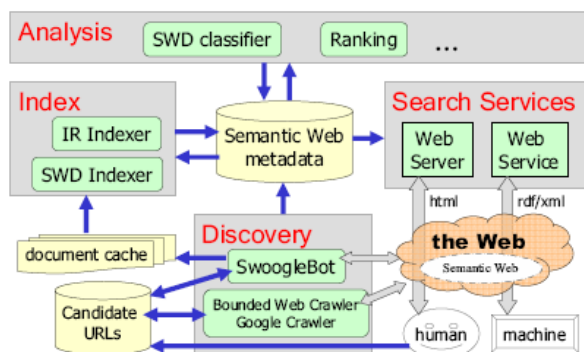 Analysis
SWD classifier
Ranking
...
Index
IR Indexer
SWD Indexer
Semantic Web
metadata
Search Services
Web
Server
Web
Service
html
rdf/xml
document cache
Discovery
SwoogleBot
Bounded Web Crawler
Google Crawler
the Web
Semantic Web
Candidate
URLs
human
machine